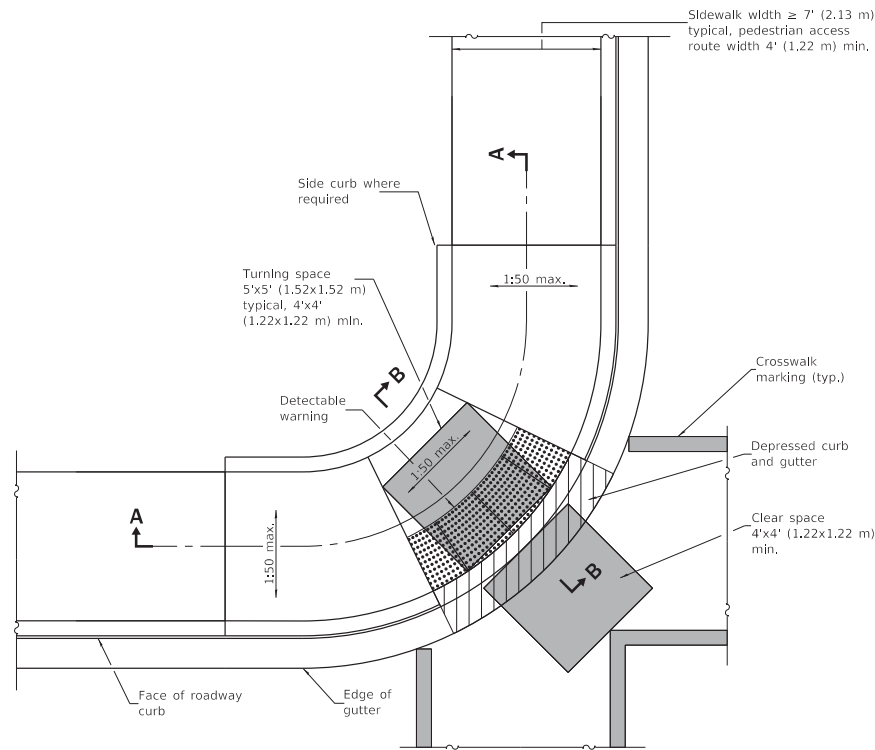 Sidewalk width ≥ 7' (2.13 m)
typical, pedestrian access
route width 4' (1.22 m) min.
A
Side curb where
required
Turning space
5'x5' (1.52x1.52 m)
typical, 4'x4'
(1.22x1.22 m) min.
1:50 max.
B
Crosswalk
marking (typ.)
Detectable
warning
1:50 max.
Depressed curb
and gutter
A
1:50 max.
Clear space
4'x4' (1.22x1.22 m)
min.
B
Face of roadway
curb
Edge of
gutter